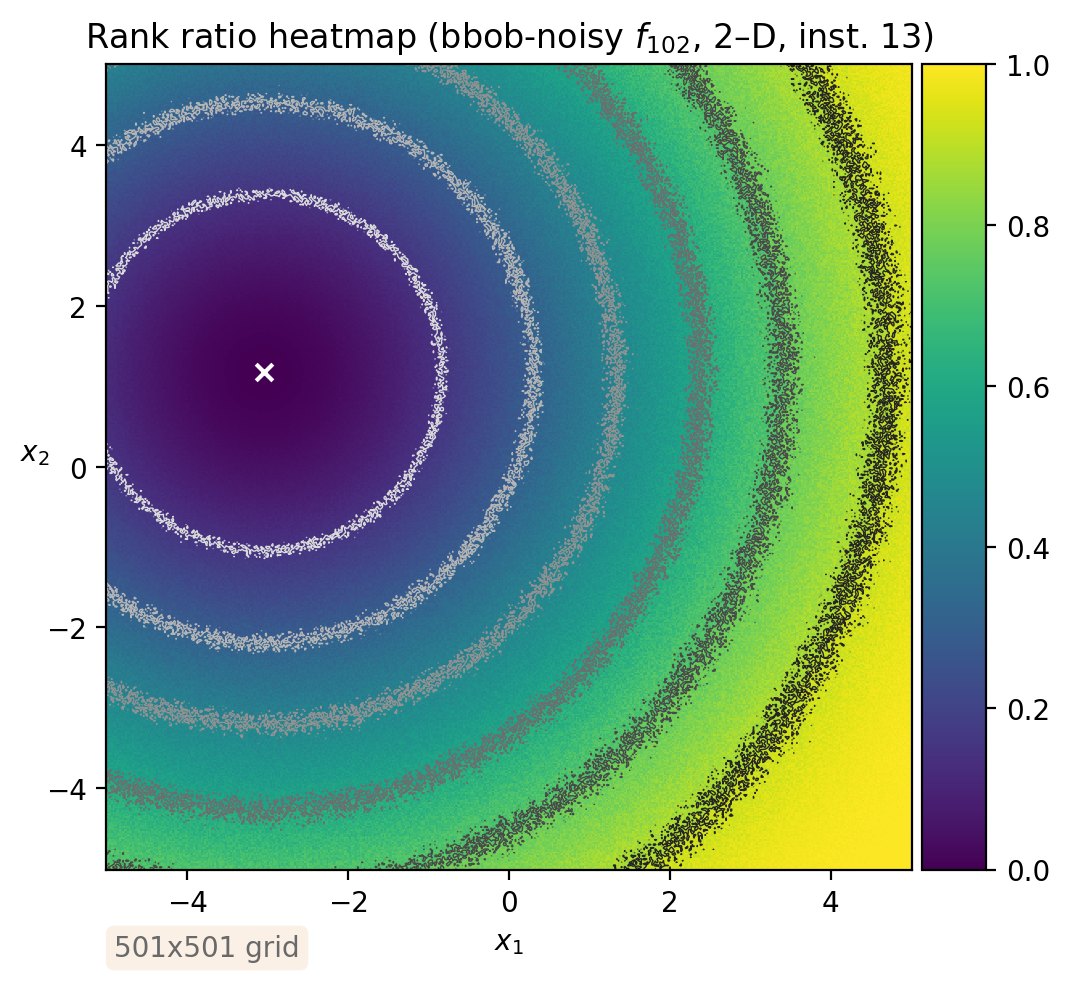 Rank ratio heatmap (bbob-noisy f₁₀₂, 2–D, inst. 13)
1.0
0.8
0.6
0.4
0.2
0.0
4
2
0
−2
−4
x₂
−4 −2 0 2 4
x₁
501x501 grid